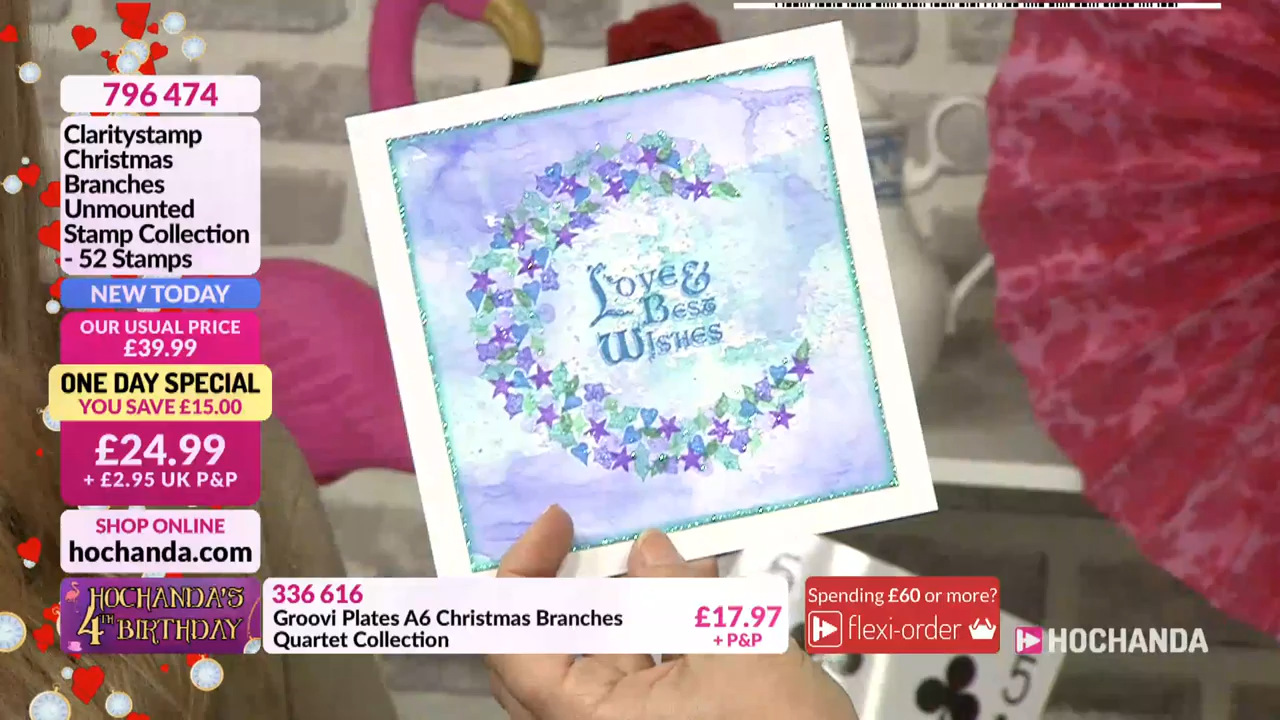 796 474
Claritystamp
Christmas
Branches
Unmounted
Stamp Collection
- 52 Stamps
NEW TODAY
OUR USUAL PRICE
£39.99
ONE DAY SPECIAL
YOU SAVE £15.00
£24.99
+ £2.95 UK P&P
SHOP ONLINE
hochanda.com
HOCHANDA'S
4TH BIRTHDAY
Love &
Best
Wishes
336 616
Groovi Plates A6 Christmas Branches
Quartet Collection
£17.97
+ P&P
Spending £60 or more?
flexi-order
HOCHANDA
5
5